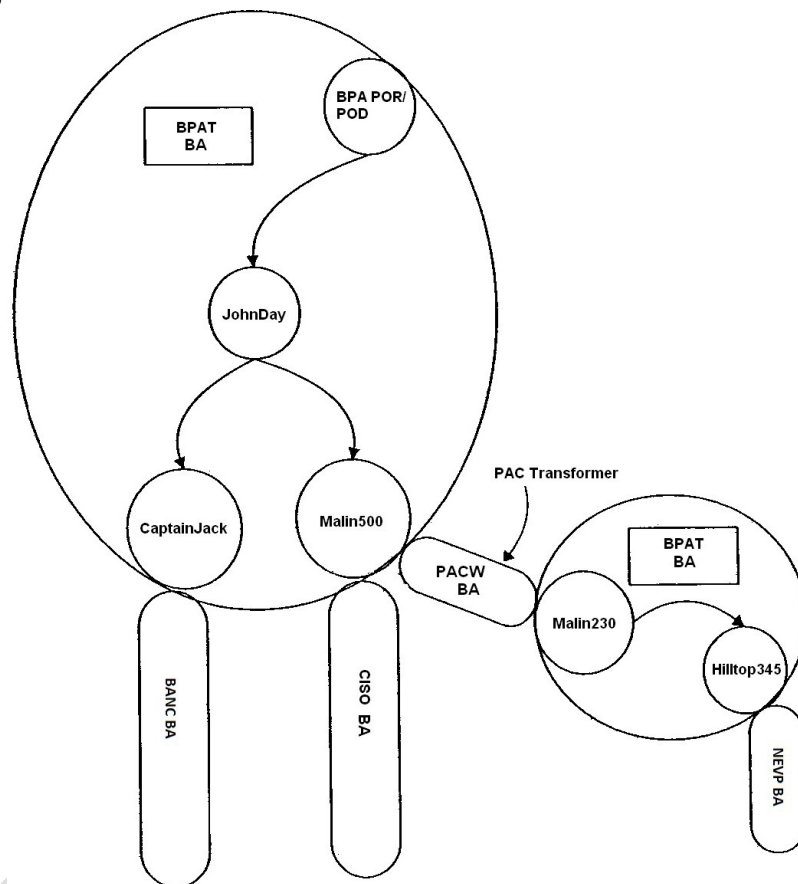 BPA POR/
POD
BPAT
BA
JohnDay
CaptainJack
Malin500
PAC Transformer
PACW
BA
BPAT
BA
Malin230
Hilltop345
BANC BA
CISO BA
NEVP BA